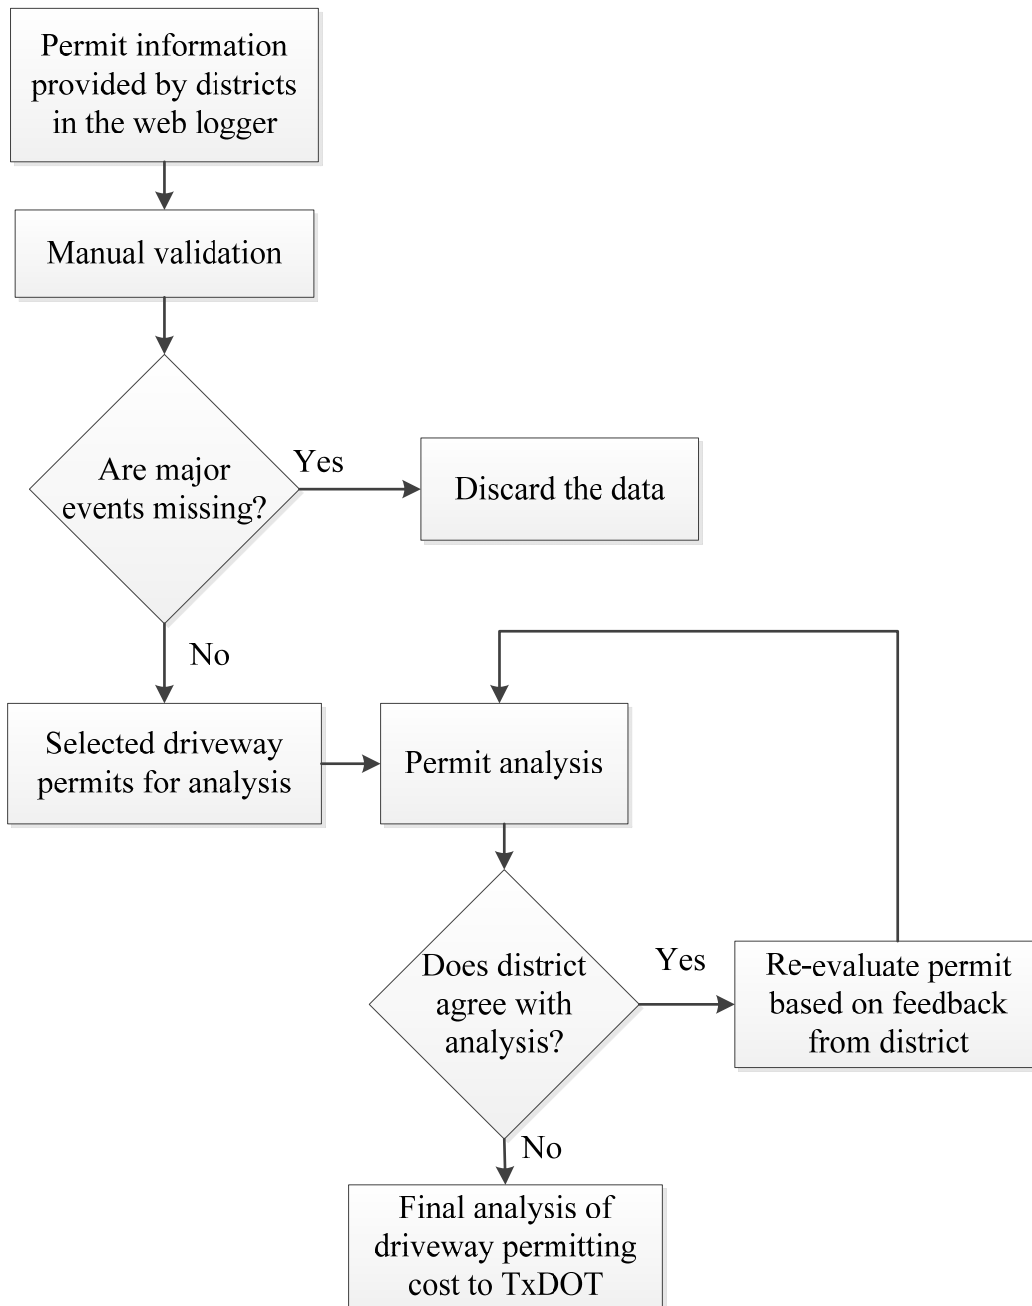 Permit information
provided by districts
in the web logger
Manual validation
Are major
events missing?
Yes
Discard the data
No
Selected driveway
permits for analysis
Permit analysis
Does district
agree with
analysis?
Yes
Re-evaluate permit
based on feedback
from district
No
Final analysis of
driveway permitting
cost to TxDOT